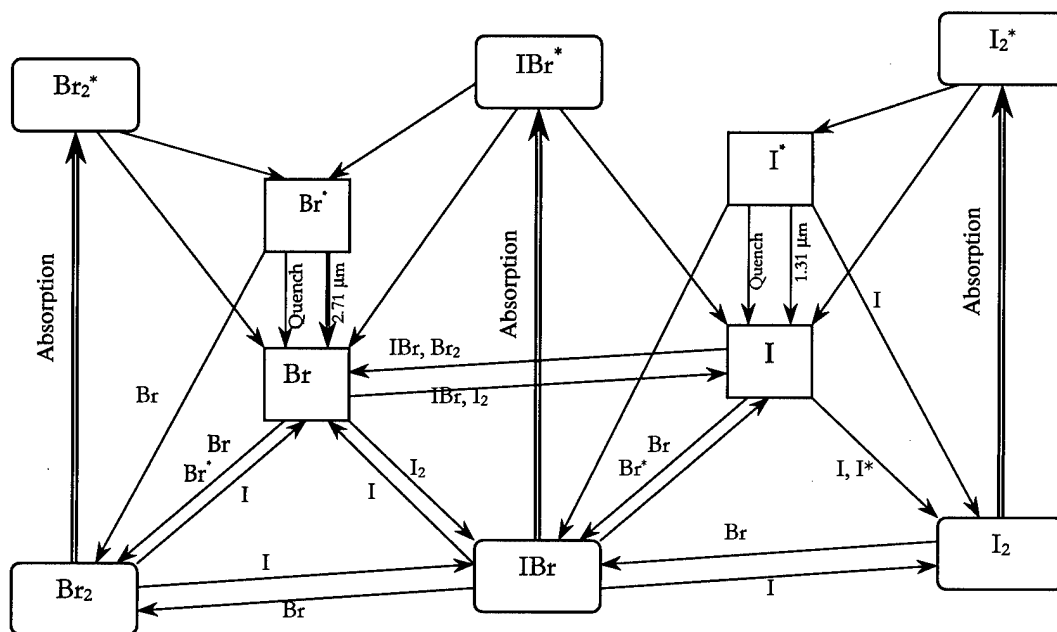 Br₂*
IBr*
I₂*
Br*
I*
Absorption
Quench
2.71 µm
Absorption
Quench
1.31 µm
Absorption
I
IBr, Br₂
Br
I
IBr, I₂
Br
Br
Br*
I
I₂
I
Br
Br*
I, I*
Br
I
Br
I
Br₂
IBr
I₂